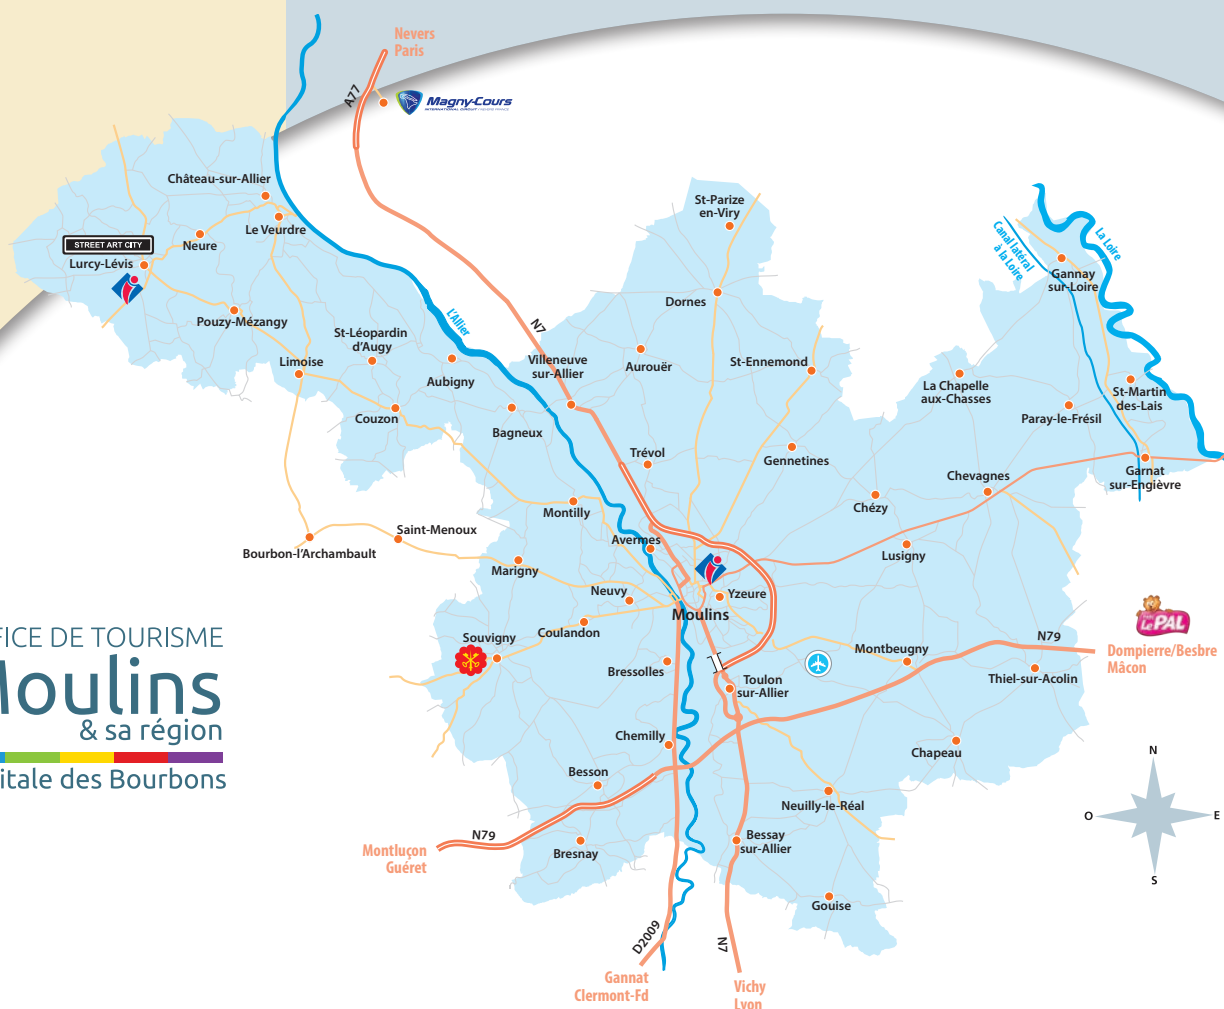 Nevers
Paris
A77
Magny-Cours
Château-sur-Allier
Le Veurdre
Neure
STREET ART CITY
Lurcy-Lévis
Pouzy-Mézangy
St-Léopardin
d'Augy
Limoise
Aubigny
Couzon
L'Allier
N7
Villeneuve
sur-Allier
Bagneux
St-Parize
en-Viry
Dornes
Aurouër
St-Ennemond
Canal latéral
à la Loire
La Loire
Gannay
sur-Loire
La Chapelle
aux-Chasses
St-Martin
des-Lais
Paray-le-Frésil
Garnat
sur-Engièvre
Trévol
Gennetines
Chevagnes
Chézy
Lusigny
Montilly
Avermes
Saint-Menoux
Bourbon-l'Archambault
Marigny
Neuvy
Yzeure
Moulins
Coulandon
Souvigny
Bressolles
Montbeugny
N79
Le PAL
Dompierre/Besbre
Mâcon
Thiel-sur-Acolin
Toulon
sur-Allier
Chemilly
Chapeau
Besson
Neuilly-le-Réal
N79
Montluçon
Guéret
Bresnay
Bessay
sur-Allier
Gouise
D2009
N7
Gannat
Clermont-Fd
Vichy
Lyon
FICE DE TOURISME
Moulins
& sa région
itale des Bourbons
N
O
E
S